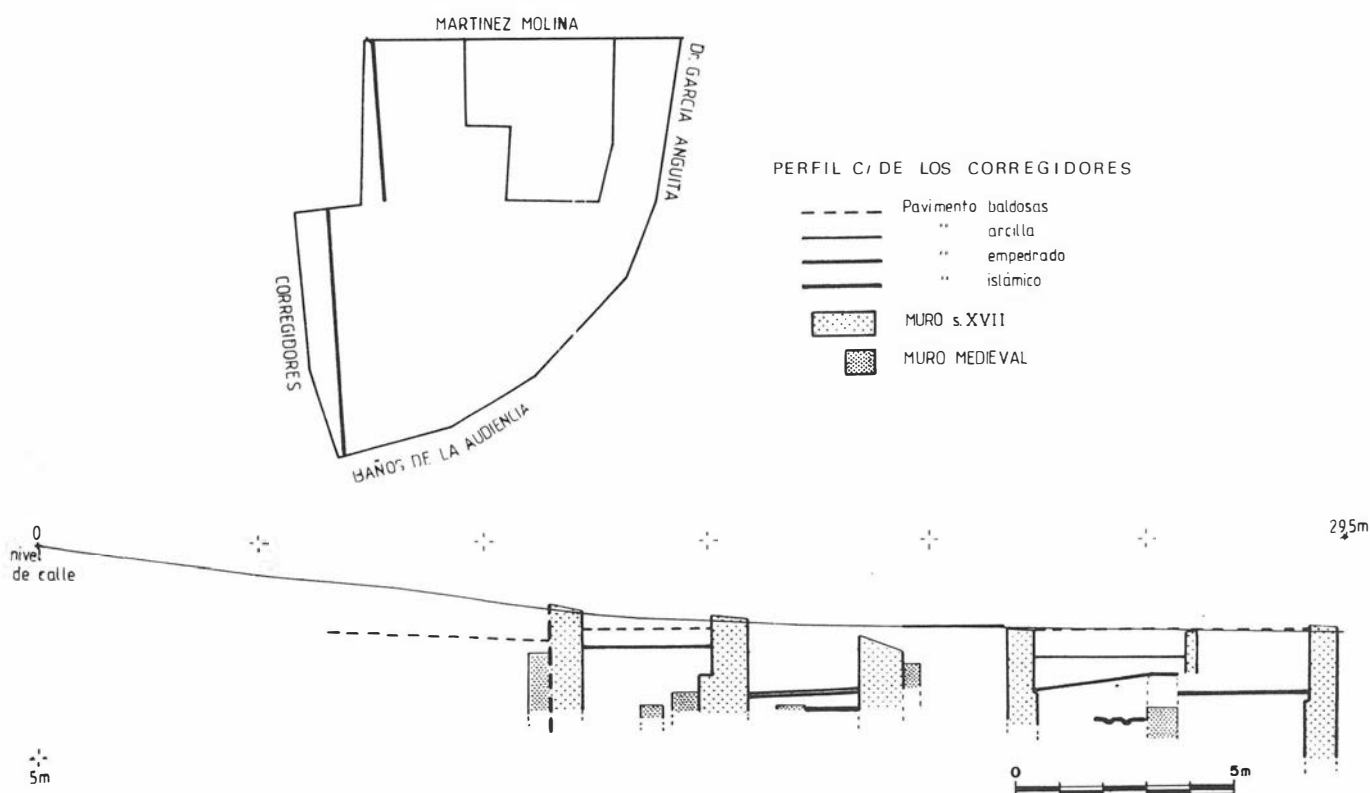 MARTINEZ MOLINA
Dr. GARCIA ANGUITA
CORREGIDORES
BAÑOS DE LA AUDIENCIA
PERFIL C/ DE LOS CORREGIDORES
Pavimento baldosas
" arcilla
" empedrado
" islámico
MURO s. XVII
MURO MEDIEVAL
0
nivel
de calle
29,5m
5m
0 5m